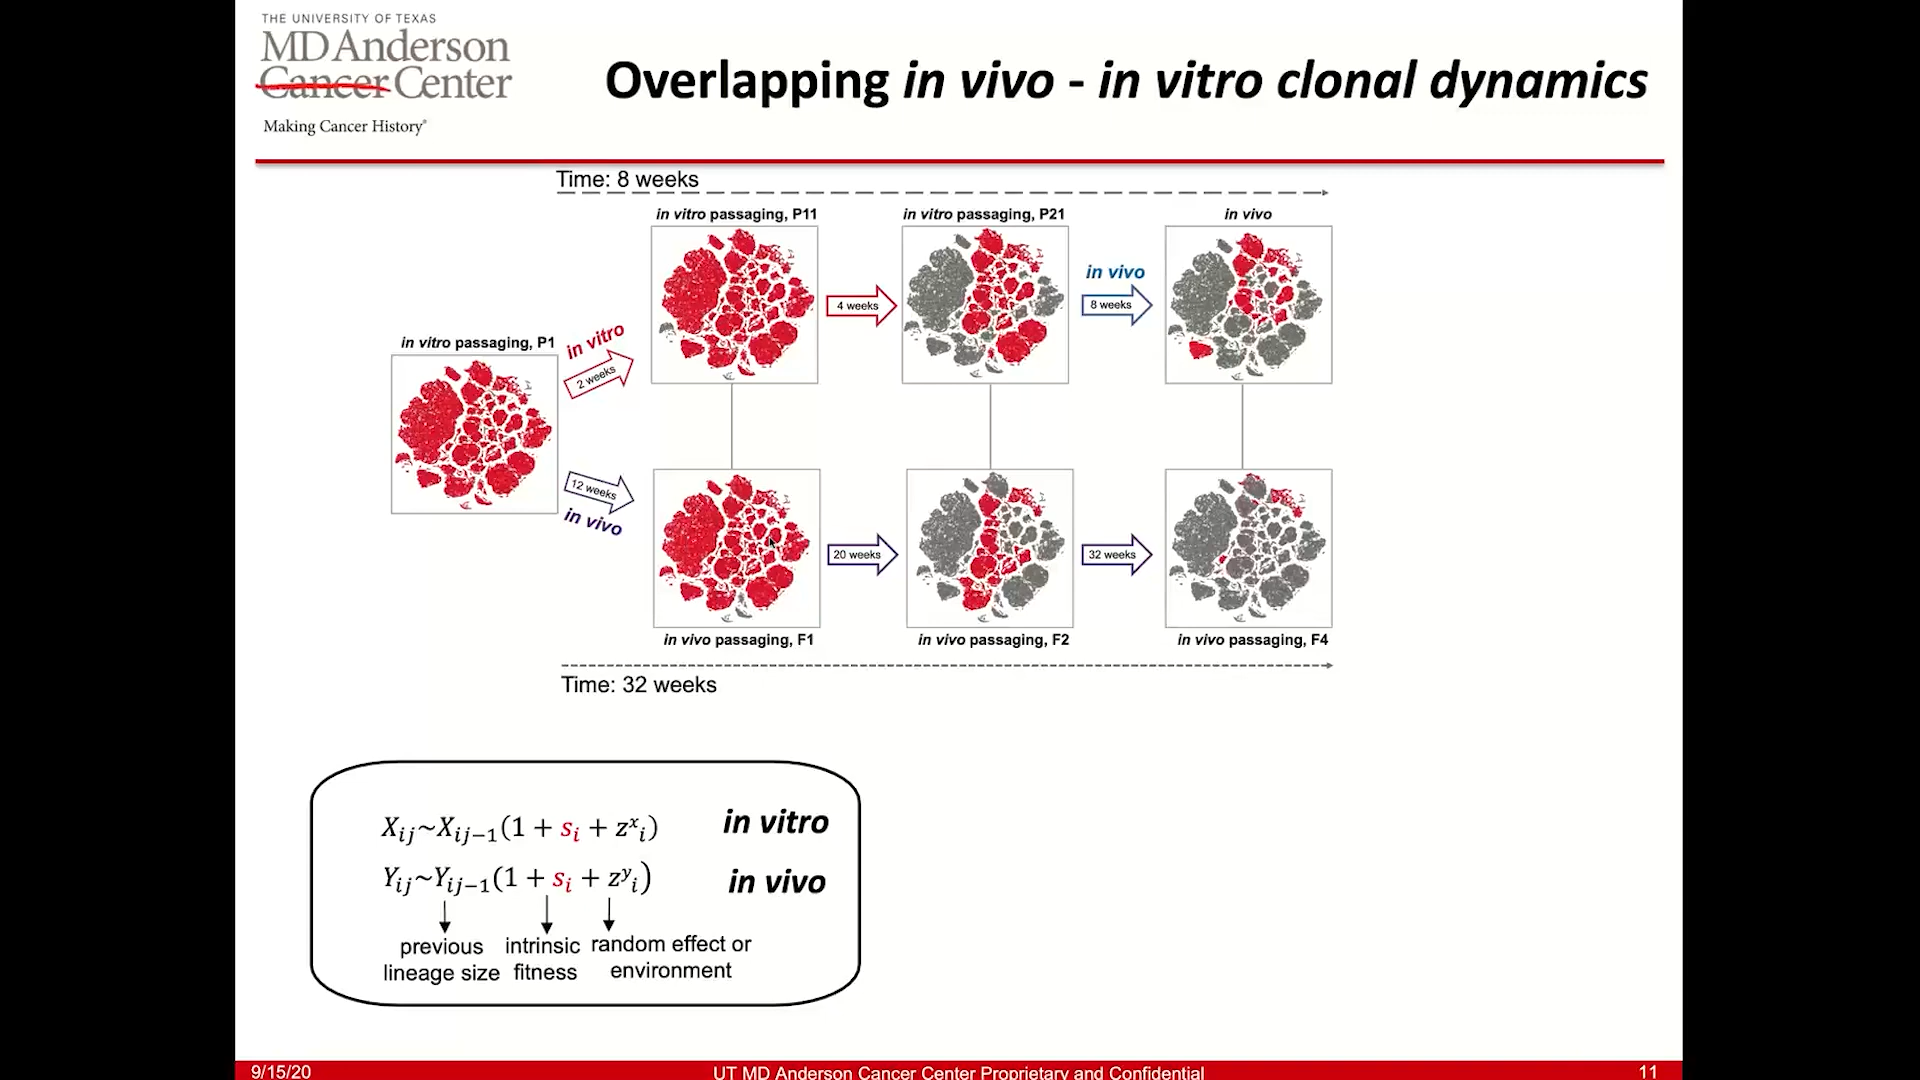 THE UNIVERSITY OF TEXAS
MD Anderson
Cancer Center
Making Cancer History®
Overlapping in vivo - in vitro clonal dynamics
Time: 8 weeks
in vitro passaging, P11
in vitro passaging, P21
in vivo
in vitro passaging, P1
in vitro
2 weeks
4 weeks
in vivo
8 weeks
12 weeks
in vivo
20 weeks
32 weeks
in vivo passaging, F1
in vivo passaging, F2
in vivo passaging, F4
Time: 32 weeks
Xᵢⱼ~Xᵢⱼ₋₁(1 + sᵢ + zˣᵢ) in vitro
Yᵢⱼ~Yᵢⱼ₋₁(1 + sᵢ + zʸᵢ) in vivo
previous lineage size
intrinsic fitness
random effect or environment
9/15/20 UT MD Anderson Cancer Center Proprietary and Confidential 11